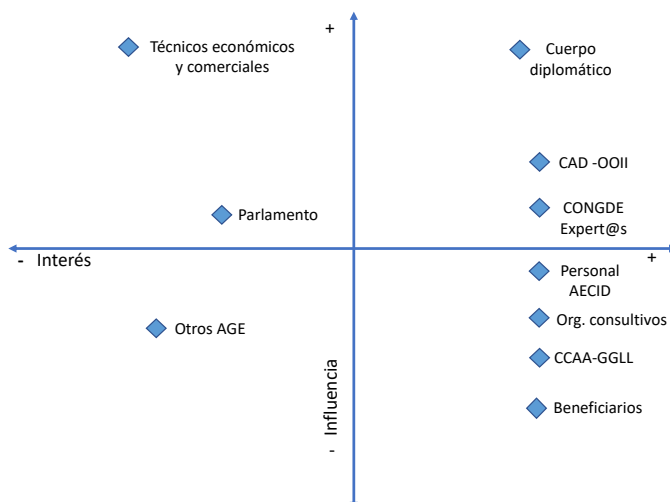 +
Técnicos económicos
y comerciales
Cuerpo
diplomático
CAD -OOII
CONGDE
Expert@s
Parlamento
- Interés
+
Personal
AECID
Org. consultivos
Otros AGE
CCAA-GGLL
Beneficiarios
- Influencia